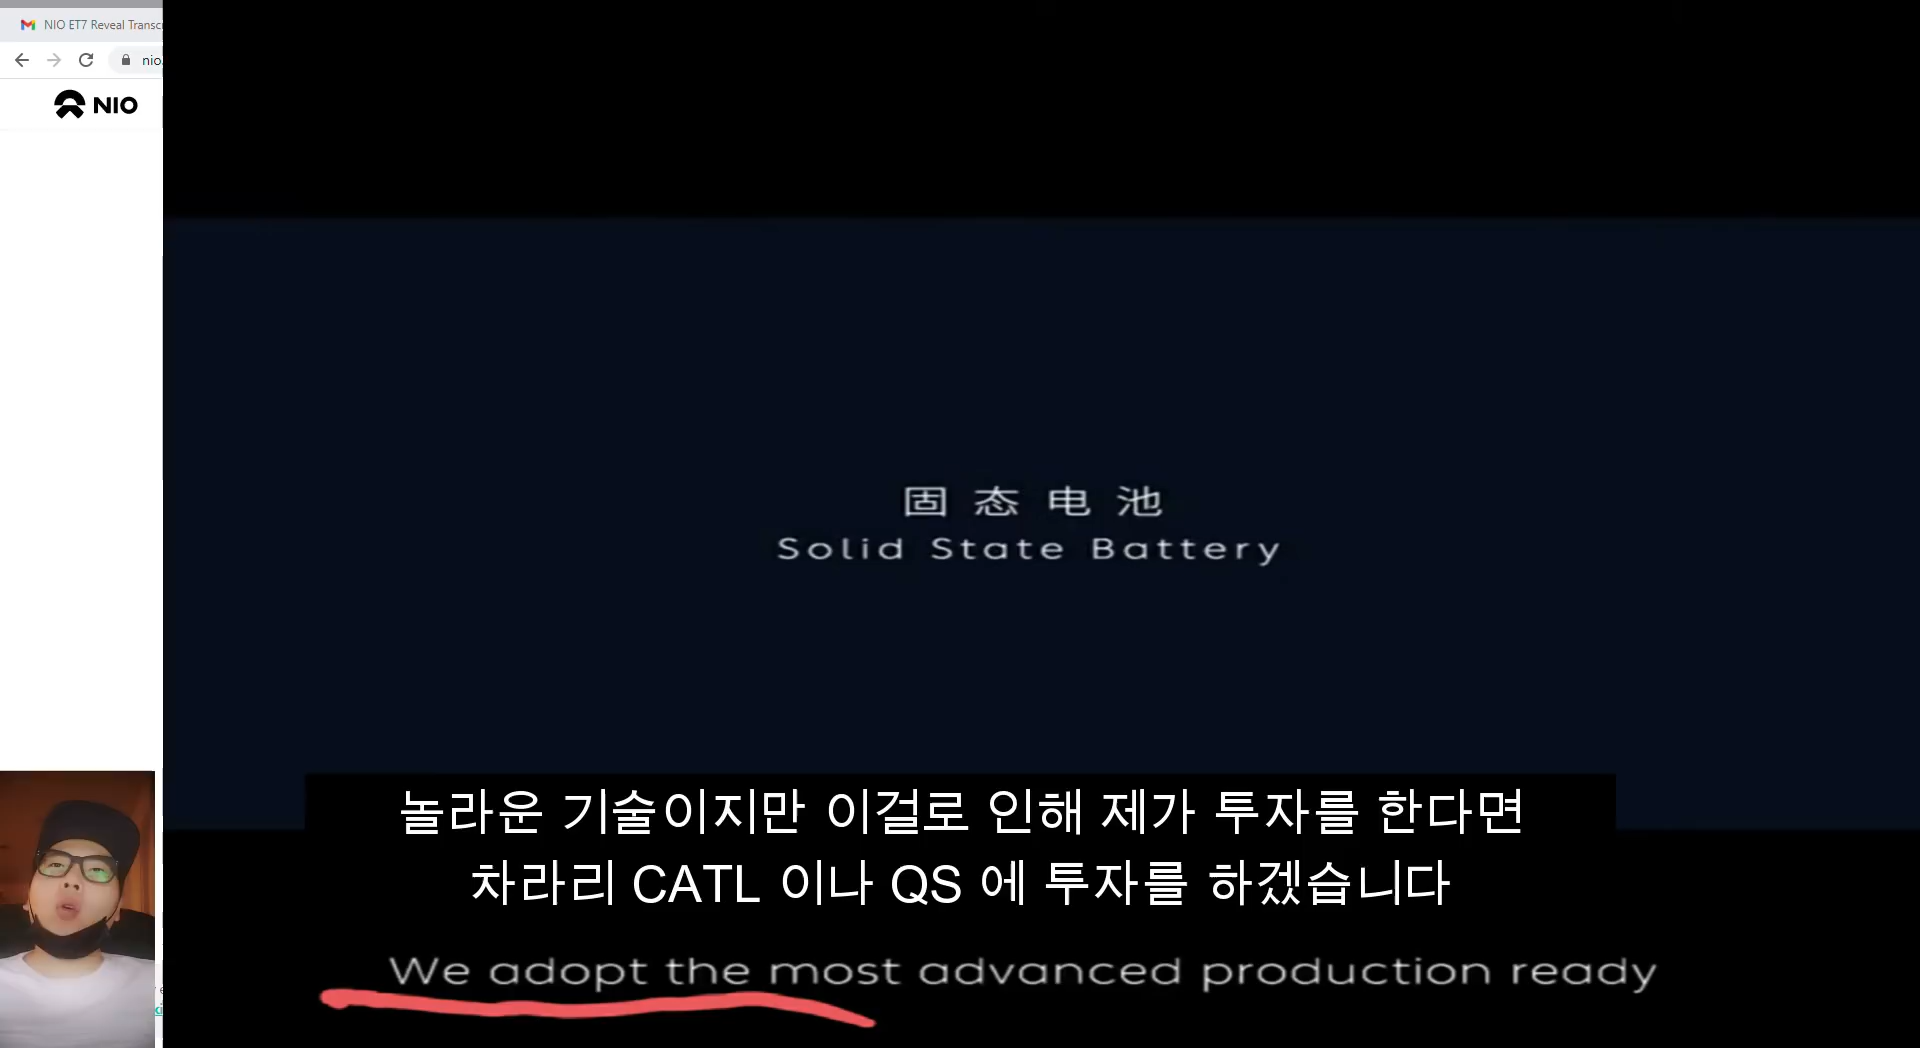 NIO ET7 Reveal Transcr
nio.
NIO
固态电池
Solid State Battery
놀라운 기술이지만 이걸로 인해 제가 투자를 한다면
차라리 CATL 이나 QS 에 투자를 하겠습니다
We adopt the most advanced production ready